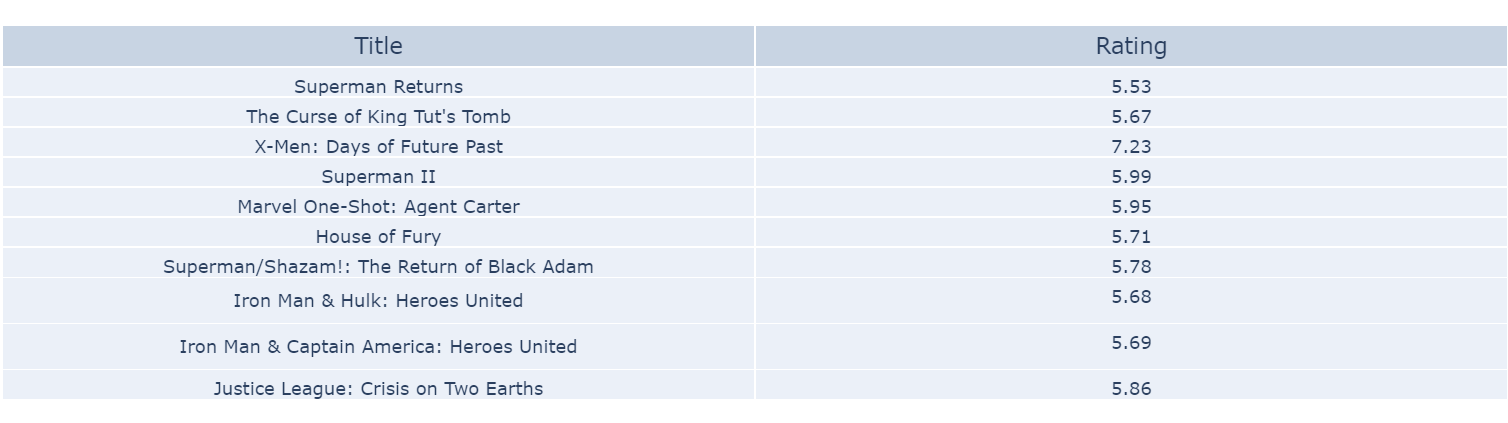 Title Rating
Superman Returns 5.53
The Curse of King Tut's Tomb 5.67
X-Men: Days of Future Past 7.23
Superman II 5.99
Marvel One-Shot: Agent Carter 5.95
House of Fury 5.71
Superman/Shazam!: The Return of Black Adam 5.78
Iron Man & Hulk: Heroes United 5.68
Iron Man & Captain America: Heroes United 5.69
Justice League: Crisis on Two Earths 5.86